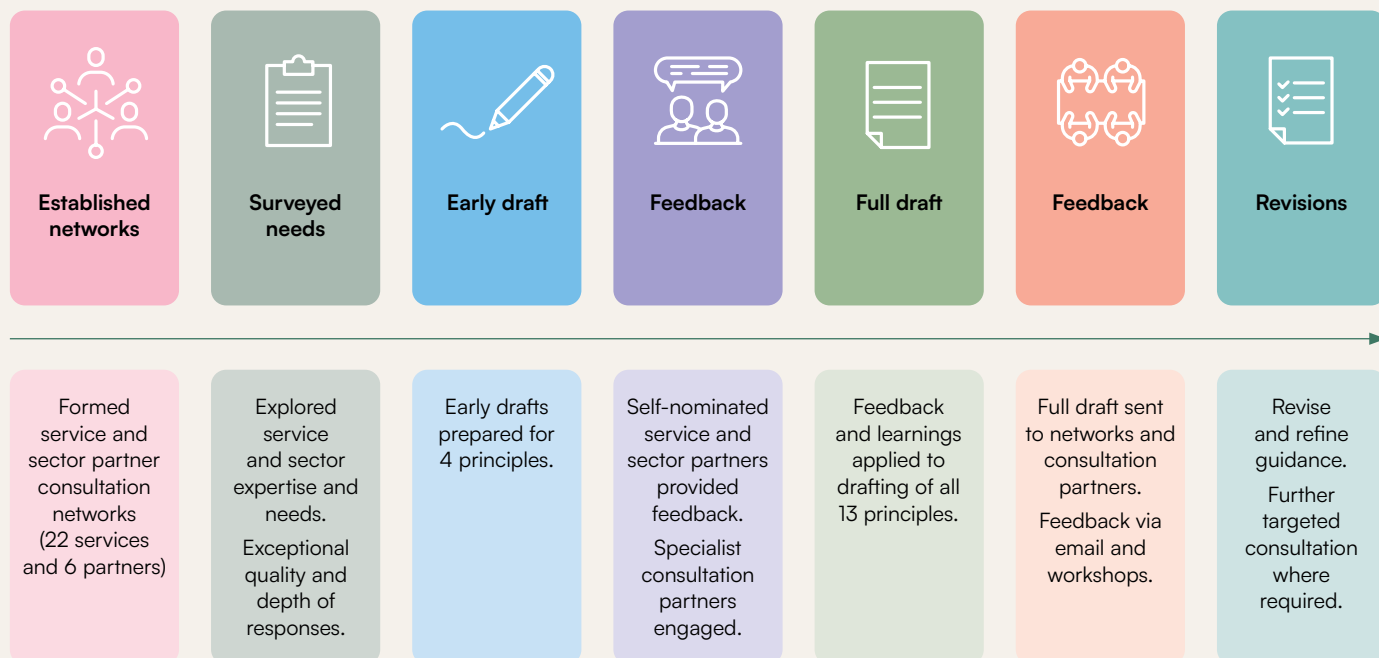 Established
networks
Surveyed
needs
Early draft
Feedback
Full draft
Feedback
Revisions
Formed
service and
sector partner
consultation
networks
(22 services
and 6 partners)
Explored
service
and sector
expertise and
needs.
Exceptional
quality and
depth of
responses.
Early drafts
prepared for
4 principles.
Self-nominated
service and
sector partners
provided
feedback.
Specialist
consultation
partners
engaged.
Feedback
and learnings
applied to
drafting of all
13 principles.
Full draft sent
to networks and
consultation
partners.
Feedback via
email and
workshops.
Revise
and refine
guidance.
Further
targeted
consultation
where
required.